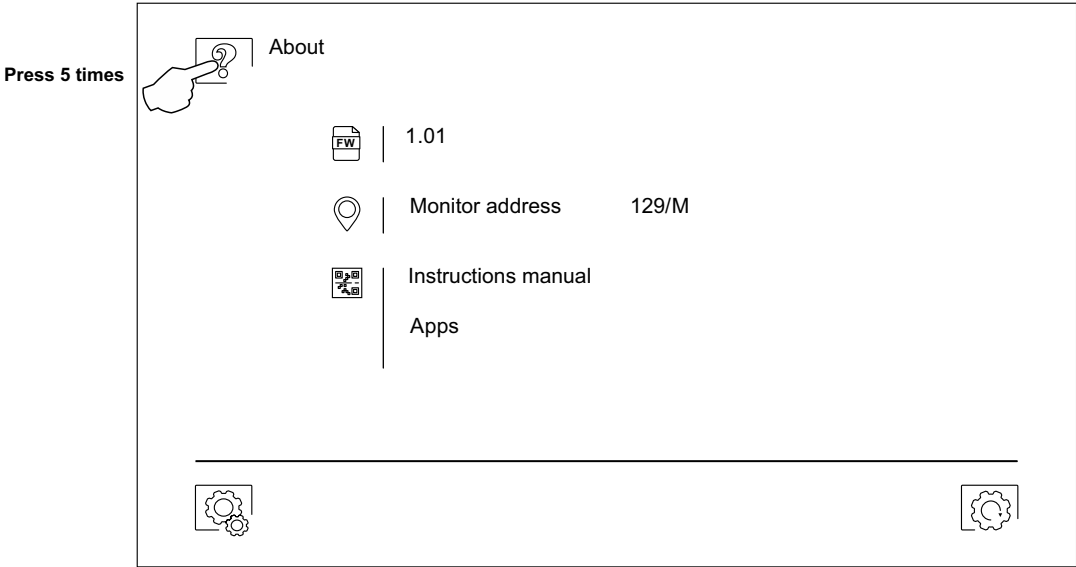 About
Press 5 times
FW
1.01
Monitor address 129/M
Instructions manual
Apps